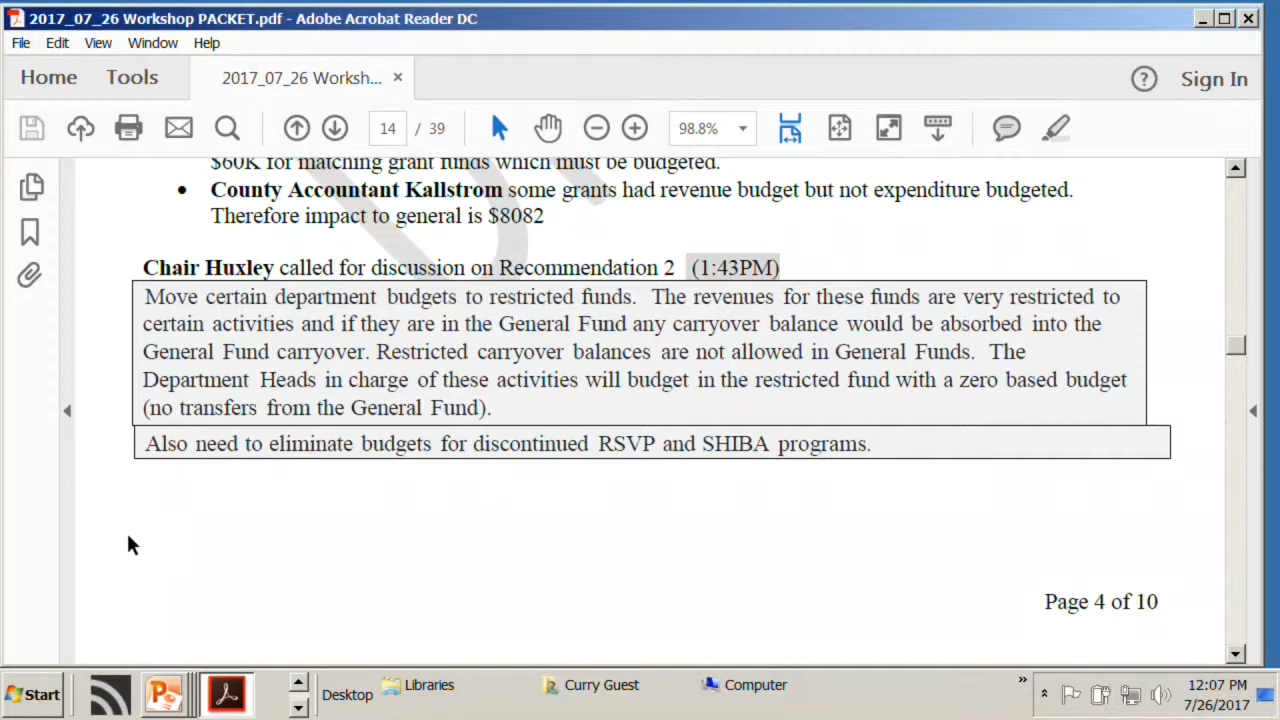 2017_07_26 Workshop PACKET.pdf - Adobe Acrobat Reader DC
File Edit View Window Help
Home Tools 2017_07_26 Worksh... × ? Sign In
14 / 39 98.8%
$60K for matching grant funds which must be budgeted.
• County Accountant Kallstrom some grants had revenue budget but not expenditure budgeted.
Therefore impact to general is $8082
Chair Huxley called for discussion on Recommendation 2 (1:43PM)
Move certain department budgets to restricted funds. The revenues for these funds are very restricted to
certain activities and if they are in the General Fund any carryover balance would be absorbed into the
General Fund carryover. Restricted carryover balances are not allowed in General Funds. The
Department Heads in charge of these activities will budget in the restricted fund with a zero based budget
(no transfers from the General Fund).
Also need to eliminate budgets for discontinued RSVP and SHIBA programs.
Page 4 of 10
Start Desktop Libraries Curry Guest Computer » 12:07 PM
7/26/2017